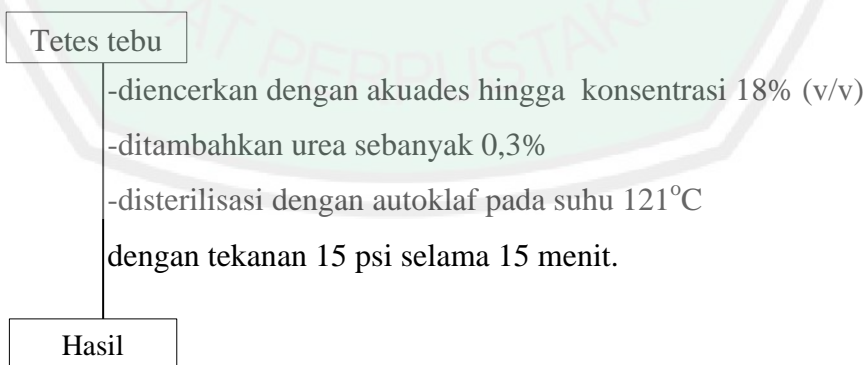 PERPUSTAKA
Tetes tebu
-diencerkan dengan akuades hingga  konsentrasi 18% (v/v)
-ditambahkan urea sebanyak 0,3%
-disterilisasi dengan autoklaf pada suhu 121°C
dengan tekanan 15 psi selama 15 menit.
Hasil